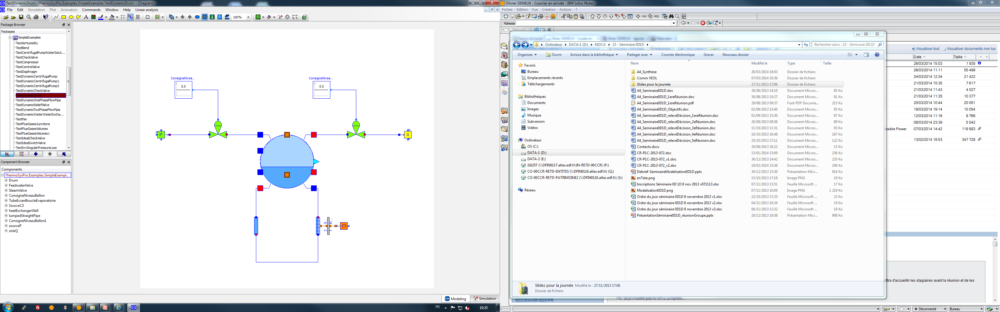 TestDynamicDrum - ThermoSysPro.Examples.SimpleExamples.TestDynamicDrum - [Diagram]
File Edit Simulation Plot Animation Commands Window Help Linear analysis
100%
Package Browser
Packages
SimpleExamples
TestAirHumidity
TestBend
TestCentrifugalPumpWaterSolut...
TestCheckValve
TestCompressor
TestControlValve
TestDiaphragm
TestDynamicCentrifugalPump
TestDynamicCentrifugalPump1
TestDynamicCentrifugalPump2
TestDynamicCheckValve
TestDynamicDrum
TestDynamicOnePhaseFlowPipe
TestDynamicReliefValve
TestDynamicTwoPhaseFlowPipe
TestDynamicWaterWaterExcha...
TestFan
TestFlueGasesJunctions
TestFlueGasesVolumes
TestFlueGasesVolumes1
TestIdealCheckValve
TestIdealSwitchValve
TestInvSingularPressureLoss
Component Browser
Components
ThermoSysPro.Examples.SimpleExampl...
Drum
FeedwaterValve
SteamValve
ConsigneNiveauBallon
TubeEcranBoucleEvaporatoire
SourceC3
heatExchangerWall
lumpedStraightPipe
ConsigneNiveauBallon1
sourceP
sinkQ
ConsigneNivea... ConsigneNivea...
0.5 0.5
P Q
C
2 E...
1 In...
Modeling Simulation
FR 10:25
Olivier DENEUX - Courrier en arrivée - IBM Lotus Notes
Fichier Edition Vue Création Actions ?
Adresse
Ordinateur DATA-1 (D:) MOCA 23 - Séminaire 0D1D
Rechercher dans : 23 - Séminaire 0D1D
Organiser Ouvrir Inclure dans la bibliothèque Partager avec Courrier électronique Graver Nouveau dossier
Favoris
Bureau
Emplacements récents
Téléchargements
Bibliothèques
Documents
Images
Musique
Subversion
Vidéos
Ordinateur
OS (C:)
DATA-1 (D:)
DATA-2 (E:)
J16257 (\\DFIN0117.atlas.edf.fr\IN-RETD-00CCR) (P:)
CO-00CCR-RETD-ENTITES (\\DFIN0116.atlas.edf.fr) (Q:)
CO-00CCR-RETD-PATRIMOINE2 (\\DFIN0116.atlas.edf.fr) (S:)
Réseau
Nom Modifié le Type Taille
A4_Synthese 26/03/2014 18:03 Dossier de fichiers
Comm VEOL 07/03/2014 10:36 Dossier de fichiers
Slides pour la journée 27/11/2013 17:06 Dossier de fichiers
A4_Seminaire0D1D.doc 26/06/2013 14:10 Document Micros... 85 Ko
A4_Seminaire0D1D_1ereRéunion.doc 30/08/2013 10:27 Document Micros... 81 Ko
A4_Seminaire0D1D_1ereRéunion.pdf 29/08/2013 09:37 Foxit PDF Docume... 215 Ko
A4_Seminaire0D1D_Objectifs.doc 02/09/2013 15:40 Document Micros... 85 Ko
A4_Seminaire0D1D_relevéDécision_1ereRéunion.doc 02/09/2013 15:30 Document Micros... 87 Ko
A4_Seminaire0D1D_relevéDécision_2eRéunion.doc 20/09/2013 09:58 Document Micros... 89 Ko
A4_Seminaire0D1D_relevéDécision_3eRéunion.doc 11/10/2013 11:31 Document Micros... 93 Ko
A4_Seminaire0D1D_relevéDécision_4eRéunion.doc 16/10/2013 16:48 Document Micros... 167 Ko
A4_Seminaire0D1D_relevéDécision_5eRéunion.doc 25/10/2013 17:11 Document Micros... 122 Ko
Contacts.docx 29/08/2013 16:22 Document Micros... 15 Ko
CR-P1C-2013-072.doc 15/01/2014 15:09 Document Micros... 236 Ko
CR-P1C-2013-072_v1.doc 30/12/2013 14:42 Document Micros... 235 Ko
CR-P1C-2013-072_v2.doc 18/02/2014 15:36 Document Micros... 246 Ko
Debrief-SeminaireModelisation0D1D.pptx 30/12/2013 15:30 Présentation Micr... 916 Ko
enTete.png 15/10/2013 17:18 Image PNG 19 Ko
Inscriptions Séminaire 0D 1D 8 nov 2013 v071113.xlsx 07/11/2013 15:51 Feuille Microsoft ... 17 Ko
Modelisation0D1D.png 07/11/2013 16:04 Image PNG 1 219 Ko
Ordre du jour séminaire 0D1D 8 novembre 2013 v1.xlsx 22/10/2013 17:25 Feuille Microsoft ... 22 Ko
Ordre du jour séminaire 0D1D 8 novembre 2013 v2.xlsx 04/11/2013 10:34 Feuille Microsoft ... 19 Ko
Ordre du jour séminaire 0D1D 8 novembre 2013 v3.xlsx 06/11/2013 12:32 Feuille Microsoft ... 19 Ko
PrésentationSéminaire0D1D_réunionGroupe.pptx 18/12/2013 16:58 Présentation Micr... 908 Ko
Slides pour la journée Modifié le : 27/11/2013 17:06
Dossier de fichiers
Visualiser tout Visualiser documents non lus
Date Taille
26/03/2014 15:03 1 935
26/03/2014 11:11 55 499
24/03/2014 12:34 21 422
21/03/2014 15:35 7 617
21/03/2014 11:43 4 027
21/03/2014 11:35 10 377
20/03/2014 10:44 20 051
19/03/2014 19:14 10 054
12/03/2014 11:16 9 766
08/03/2014 23:39 5 542
exible Power 07/03/2014 14:42 119 983
13/02/2014 18:53 347 728
ttra d'accueillir les stagiaires avant la réunion et de les
MSG365A/SRV/EDF/FR
Déconnecté Bureau